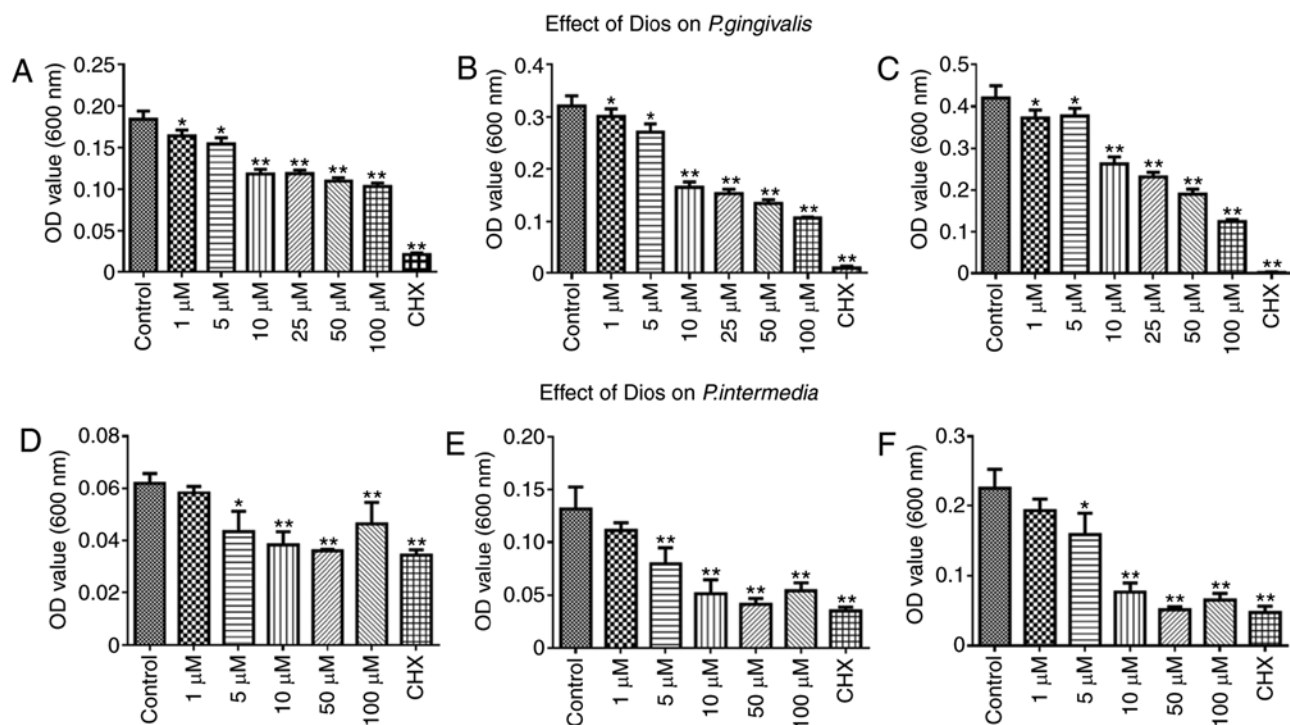 Effect of Dios on P.gingivalis
A
OD value (600 nm)
0.25
0.20
0.15
0.10
0.05
0
* * ** ** ** ** **
Control 1 μM 5 μM 10 μM 25 μM 50 μM 100 μM CHX
B
OD value (600 nm)
0.4
0.3
0.2
0.1
0
* * ** ** ** ** **
Control 1 μM 5 μM 10 μM 25 μM 50 μM 100 μM CHX
C
OD value (600 nm)
0.5
0.4
0.3
0.2
0.1
0
* * ** ** ** ** **
Control 1 μM 5 μM 10 μM 25 μM 50 μM 100 μM CHX
Effect of Dios on P.intermedia
D
OD value (600 nm)
0.08
0.06
0.04
0.02
0
* ** ** ** **
Control 1 μM 5 μM 10 μM 50 μM 100 μM CHX
E
OD value (600 nm)
0.20
0.15
0.10
0.05
0
** ** ** ** **
Control 1 μM 5 μM 10 μM 50 μM 100 μM CHX
F
OD value (600 nm)
0.3
0.2
0.1
0
* ** ** ** **
Control 1 μM 5 μM 10 μM 50 μM 100 μM CHX